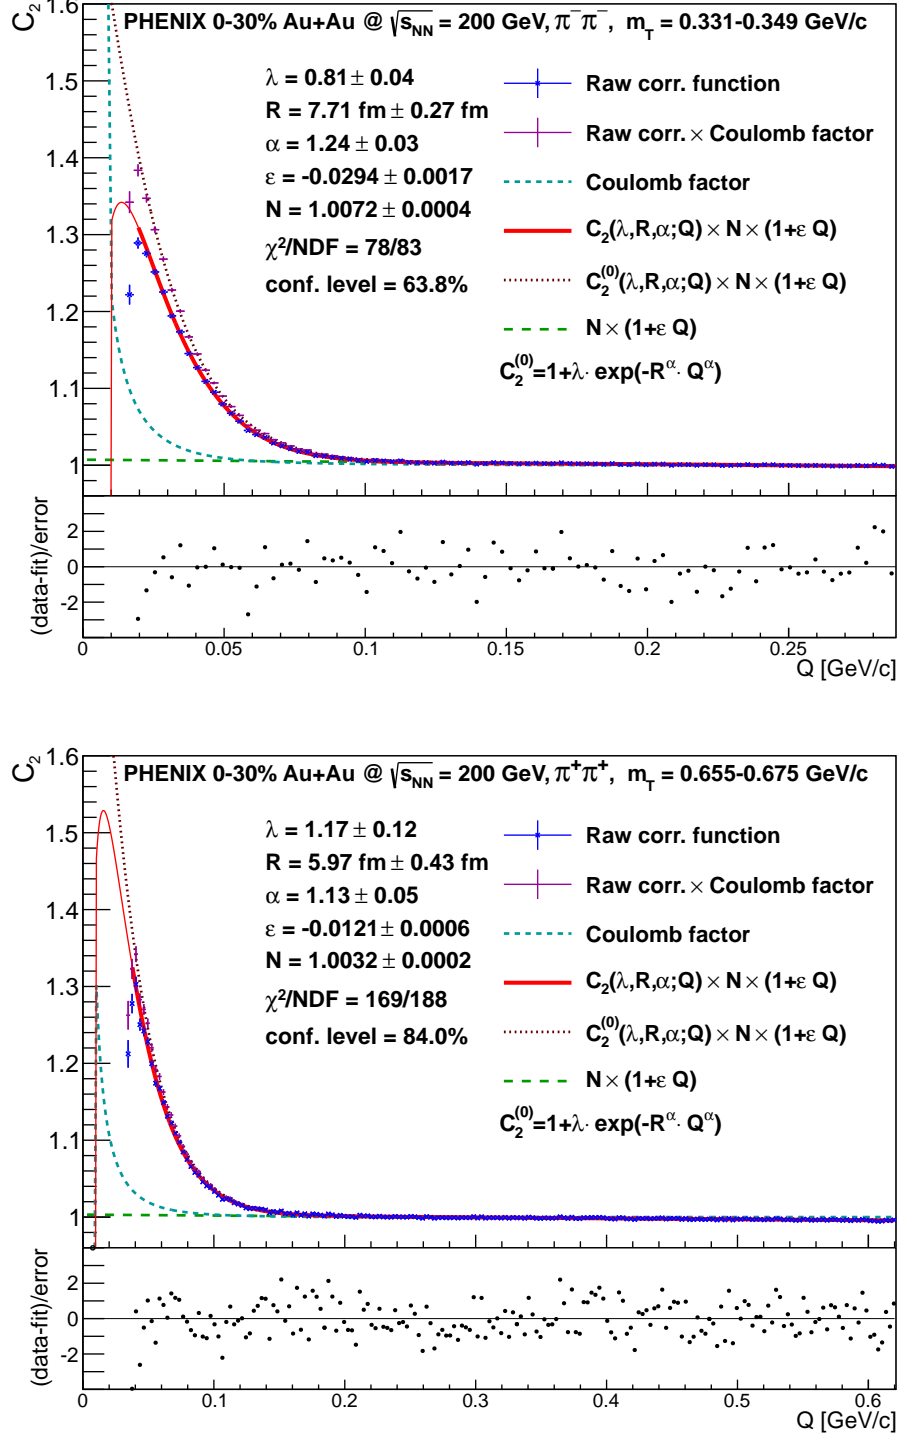 C₂
PHENIX 0-30% Au+Au @ √s_NN = 200 GeV, π⁻π⁻, m_T = 0.331-0.349 GeV/c
λ = 0.81 ± 0.04
R = 7.71 fm ± 0.27 fm
α = 1.24 ± 0.03
ε = -0.0294 ± 0.0017
N = 1.0072 ± 0.0004
χ²/NDF = 78/83
conf. level = 63.8%
Raw corr. function
Raw corr. × Coulomb factor
Coulomb factor
C₂(λ,R,α;Q) × N × (1+ε Q)
C₂⁽⁰⁾(λ,R,α;Q) × N × (1+ε Q)
N × (1+ε Q)
C₂⁽⁰⁾=1+λ· exp(-R^α· Q^α)
1.6
1.5
1.4
1.3
1.2
1.1
1
(data-fit)/error
2
0
-2
0 0.05 0.1 0.15 0.2 0.25
Q [GeV/c]
C₂
PHENIX 0-30% Au+Au @ √s_NN = 200 GeV, π⁺π⁺, m_T = 0.655-0.675 GeV/c
λ = 1.17 ± 0.12
R = 5.97 fm ± 0.43 fm
α = 1.13 ± 0.05
ε = -0.0121 ± 0.0006
N = 1.0032 ± 0.0002
χ²/NDF = 169/188
conf. level = 84.0%
Raw corr. function
Raw corr. × Coulomb factor
Coulomb factor
C₂(λ,R,α;Q) × N × (1+ε Q)
C₂⁽⁰⁾(λ,R,α;Q) × N × (1+ε Q)
N × (1+ε Q)
C₂⁽⁰⁾=1+λ· exp(-R^α· Q^α)
1.6
1.5
1.4
1.3
1.2
1.1
1
(data-fit)/error
2
0
-2
0 0.1 0.2 0.3 0.4 0.5 0.6
Q [GeV/c]